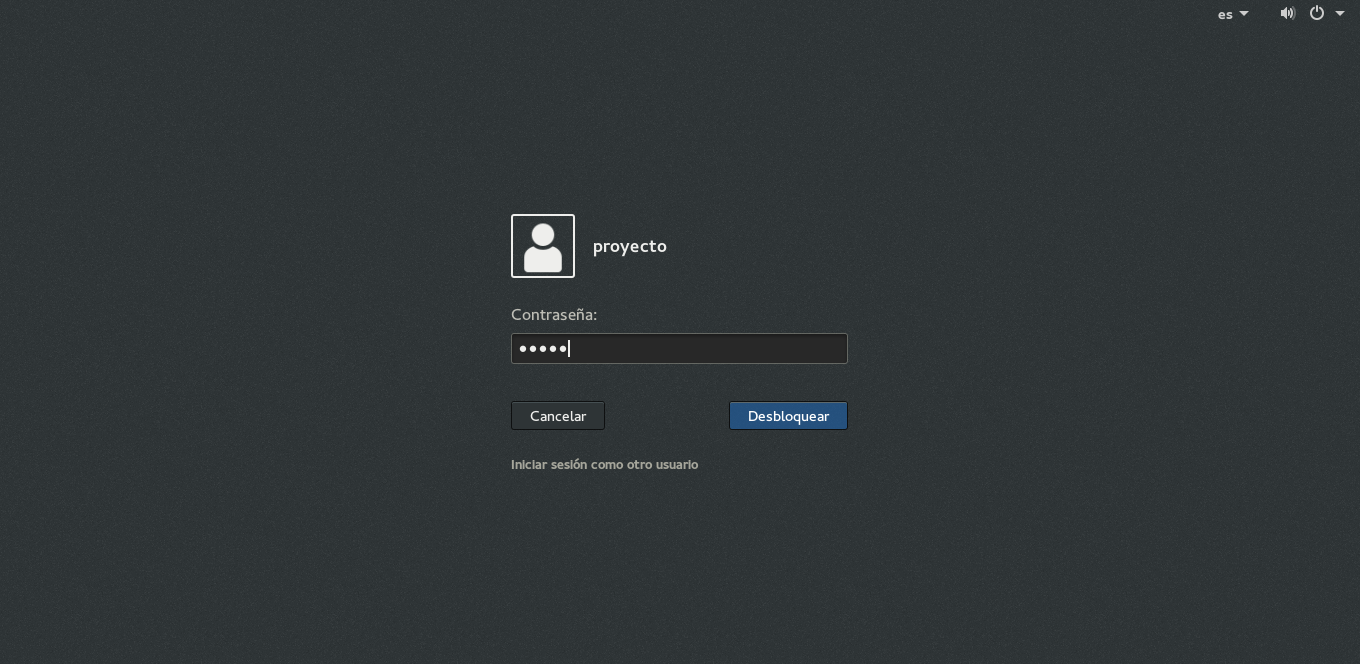 es
proyecto
Contraseña:
●●●●●
Cancelar
Desbloquear
Iniciar sesión como otro usuario